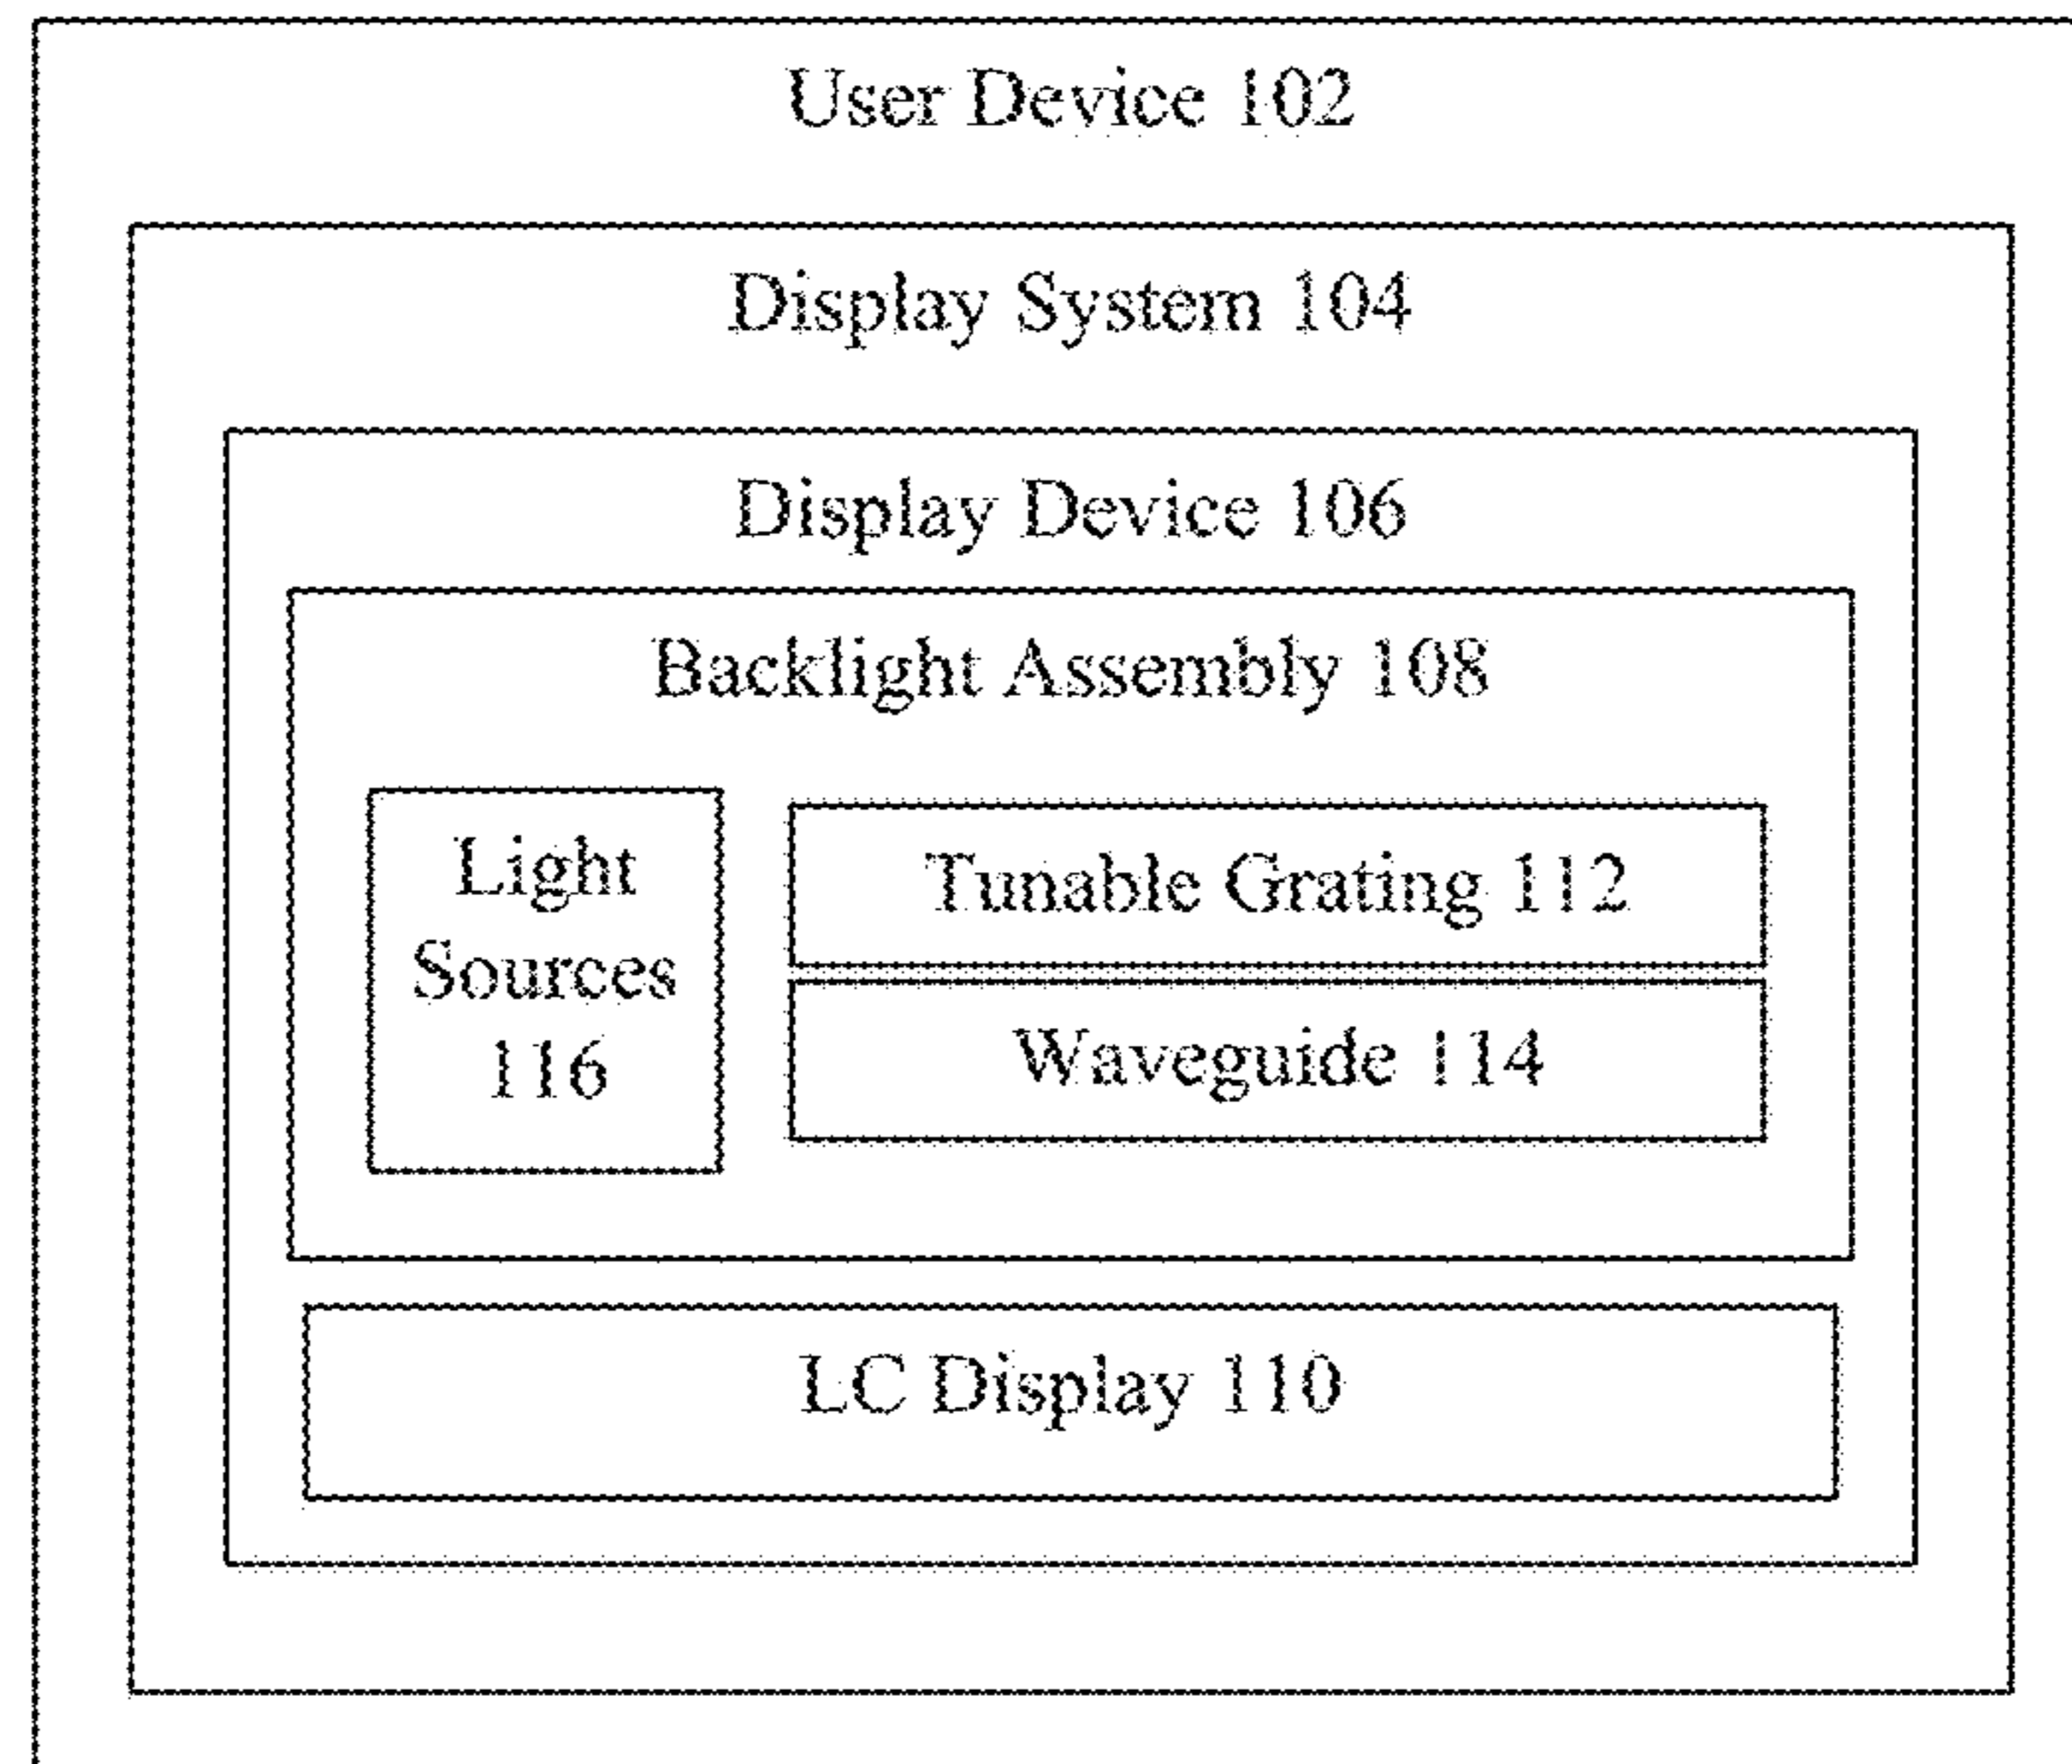 User Device 102
Display System 104
Display Device 106
Backlight Assembly 108
Light
Sources
116
Tunable Grating 112
Waveguide 114
LC Display 110